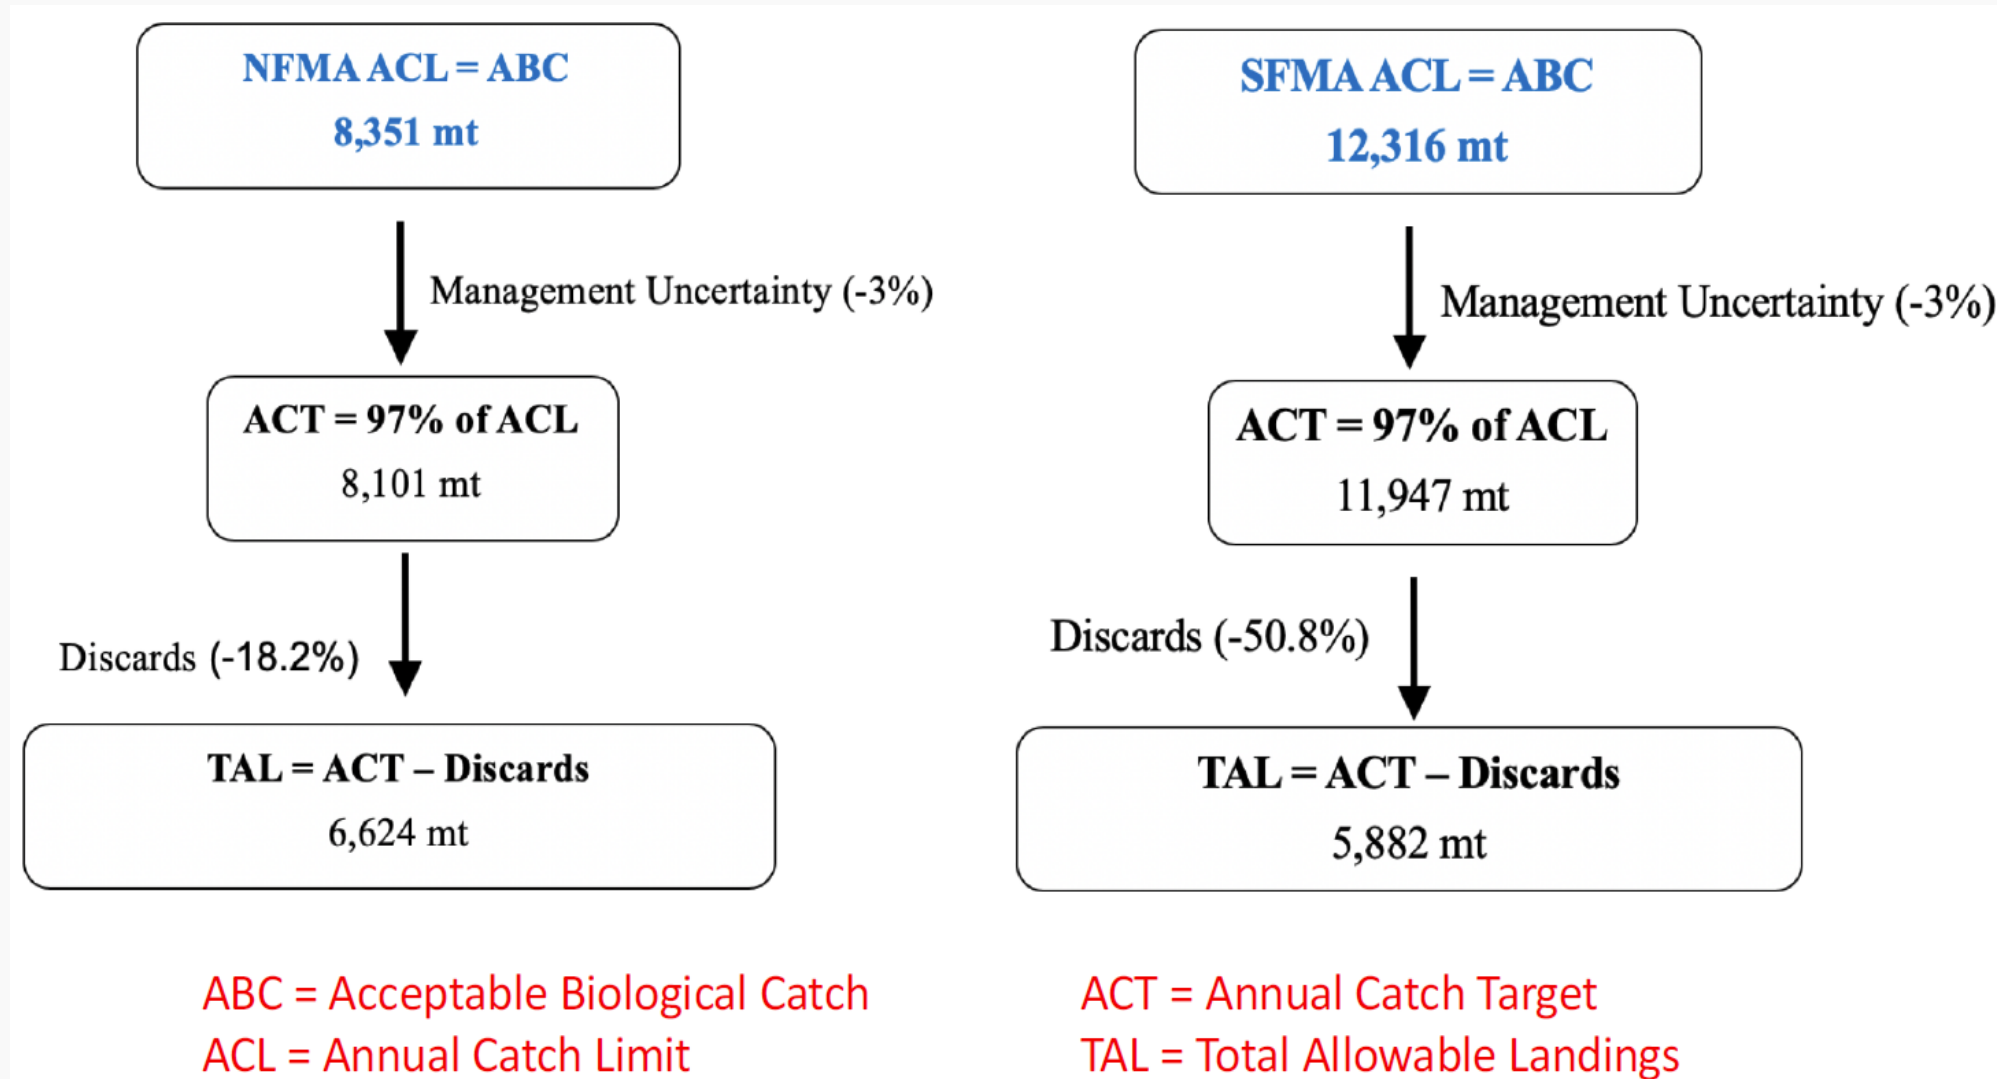 NFMA ACL = ABC
8,351 mt
Management Uncertainty (-3%)
ACT = 97% of ACL
8,101 mt
Discards (-18.2%)
TAL = ACT – Discards
6,624 mt
SFMA ACL = ABC
12,316 mt
Management Uncertainty (-3%)
ACT = 97% of ACL
11,947 mt
Discards (-50.8%)
TAL = ACT – Discards
5,882 mt
ABC = Acceptable Biological Catch
ACL = Annual Catch Limit
ACT = Annual Catch Target
TAL = Total Allowable Landings